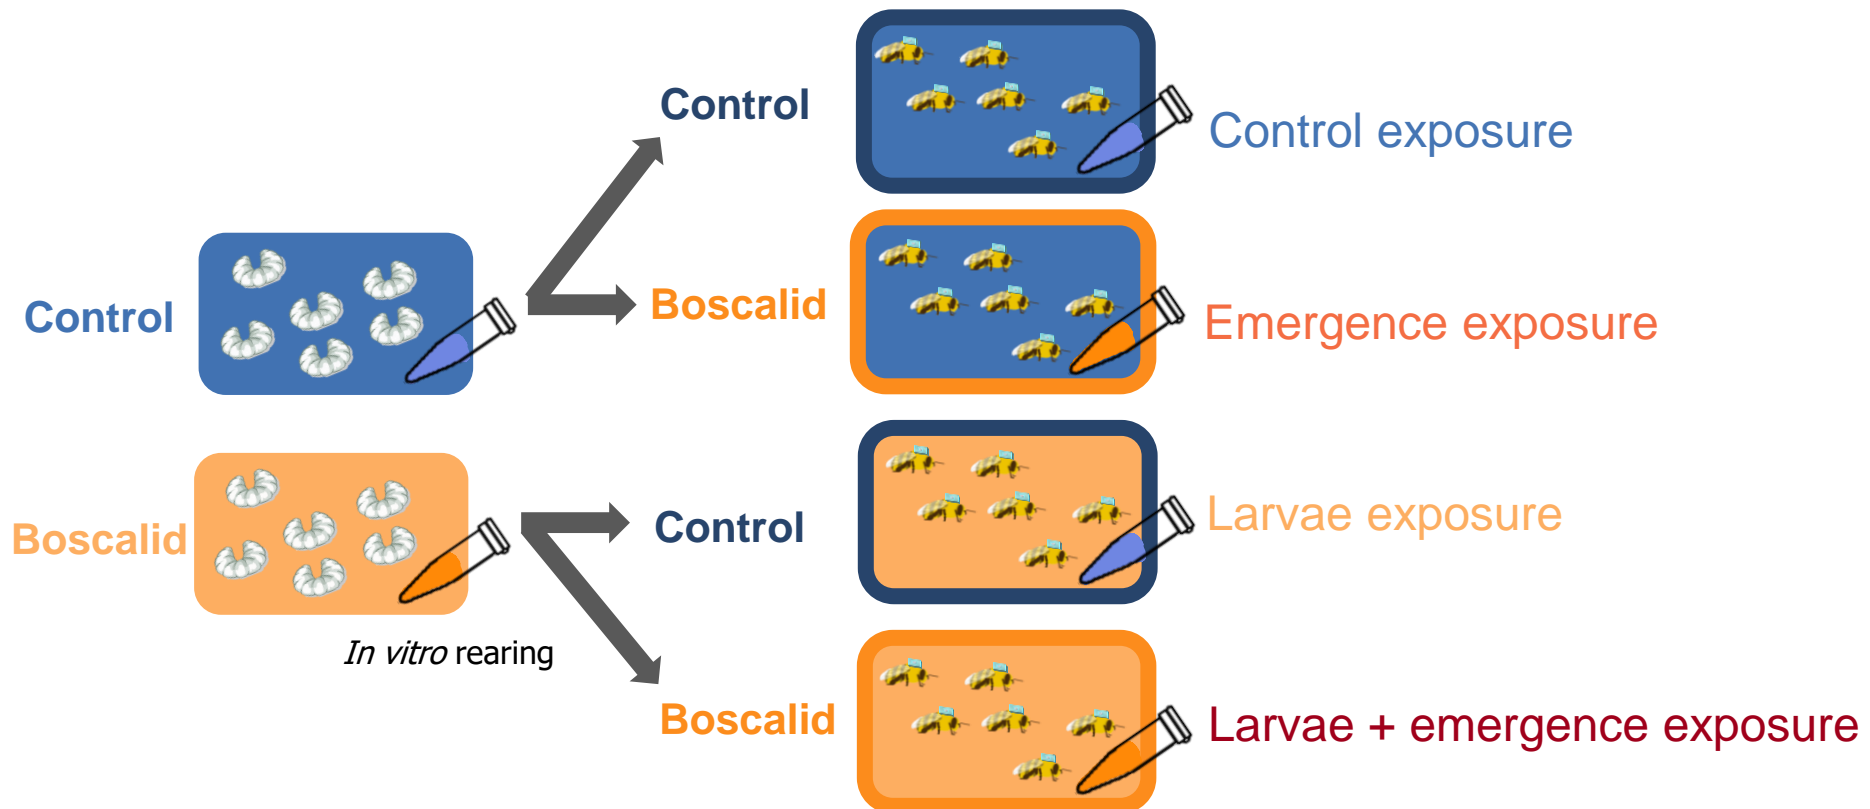 Control
Control exposure
Control
Boscalid
Emergence exposure
Boscalid
Control
Larvae exposure
In vitro rearing
Boscalid
Larvae + emergence exposure